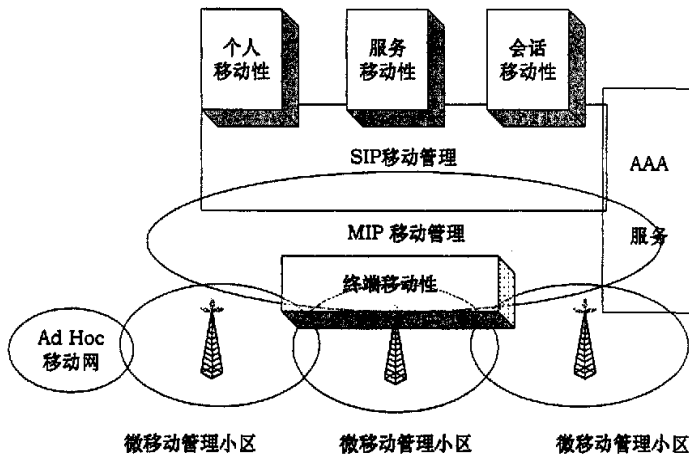 个人
移动性
服务
移动性
会话
移动性
SIP移动管理
AAA
MIP 移动管理
服务
终端移动性
Ad Hoc
移动网
微移动管理小区
微移动管理小区
微移动管理小区